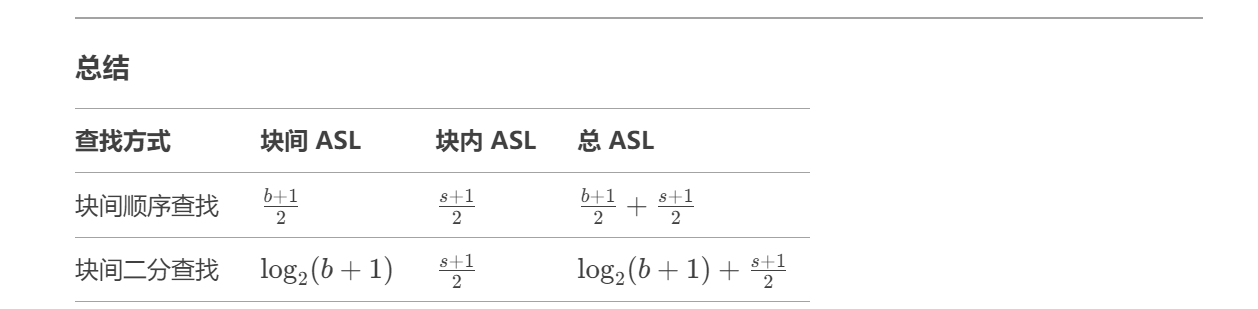 总结
查找方式 块间 ASL 块内 ASL 总 ASL
块间顺序查找 \frac{b+1}{2} \frac{s+1}{2} \frac{b+1}{2} + \frac{s+1}{2}
块间二分查找 \log_2(b + 1) \frac{s+1}{2} \log_2(b + 1) + \frac{s+1}{2}